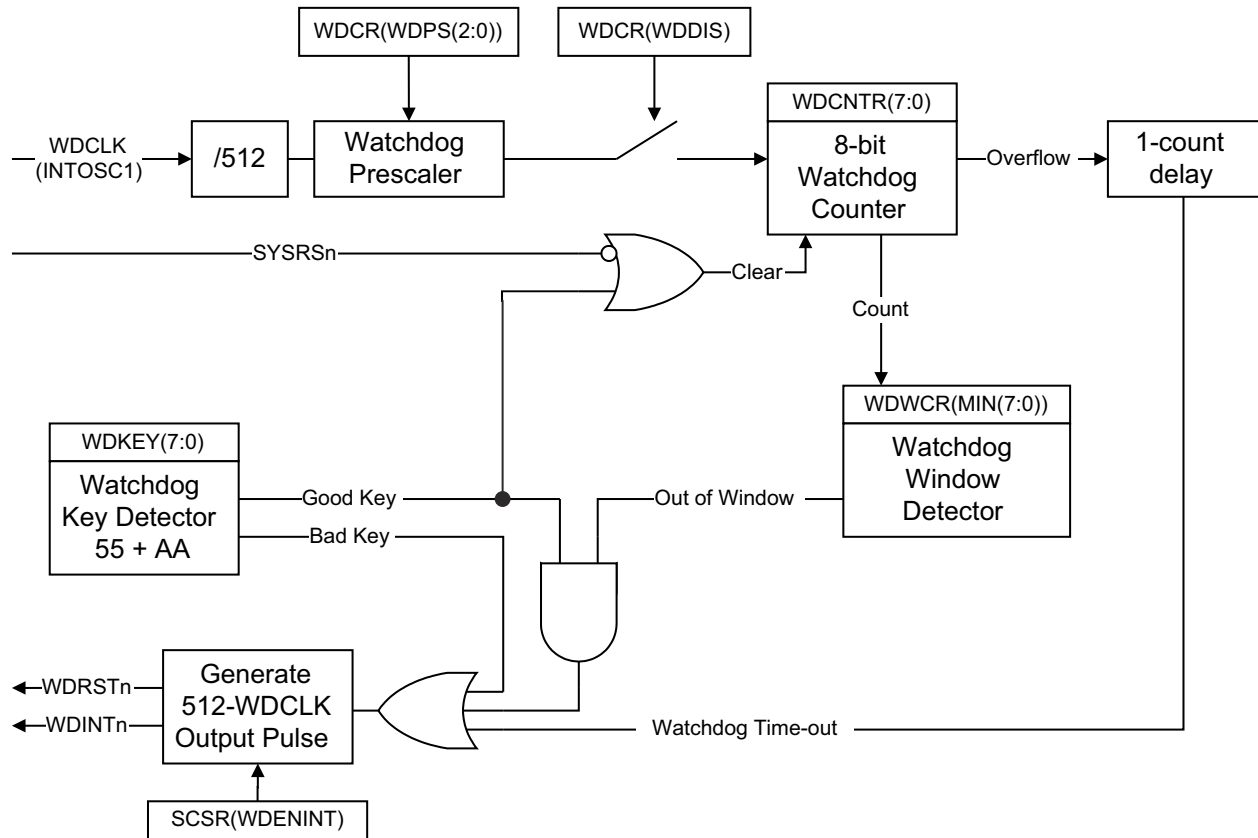 WDCR(WDPS(2:0))
WDCR(WDDIS)
WDCNTR(7:0)
WDCLK
(INTOSC1)
/512
Watchdog
Prescaler
8-bit
Watchdog
Counter
Overflow
1-count
delay
SYSRSn
Clear
Count
WDWCR(MIN(7:0))
Watchdog
Window
Detector
WDKEY(7:0)
Watchdog
Key Detector
55 + AA
Good Key
Bad Key
Out of Window
WDRSTn
WDINTn
Generate
512-WDCLK
Output Pulse
Watchdog Time-out
SCSR(WDENINT)